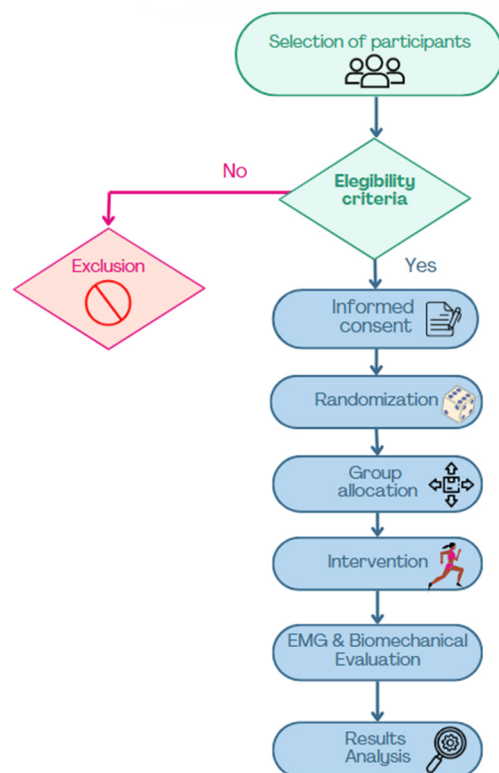 Selection of participants
Elegibility
criteria
No
Exclusion
Yes
Informed
consent
Randomization
Group
allocation
Intervention
EMG & Biomechanical
Evaluation
Results
Analysis